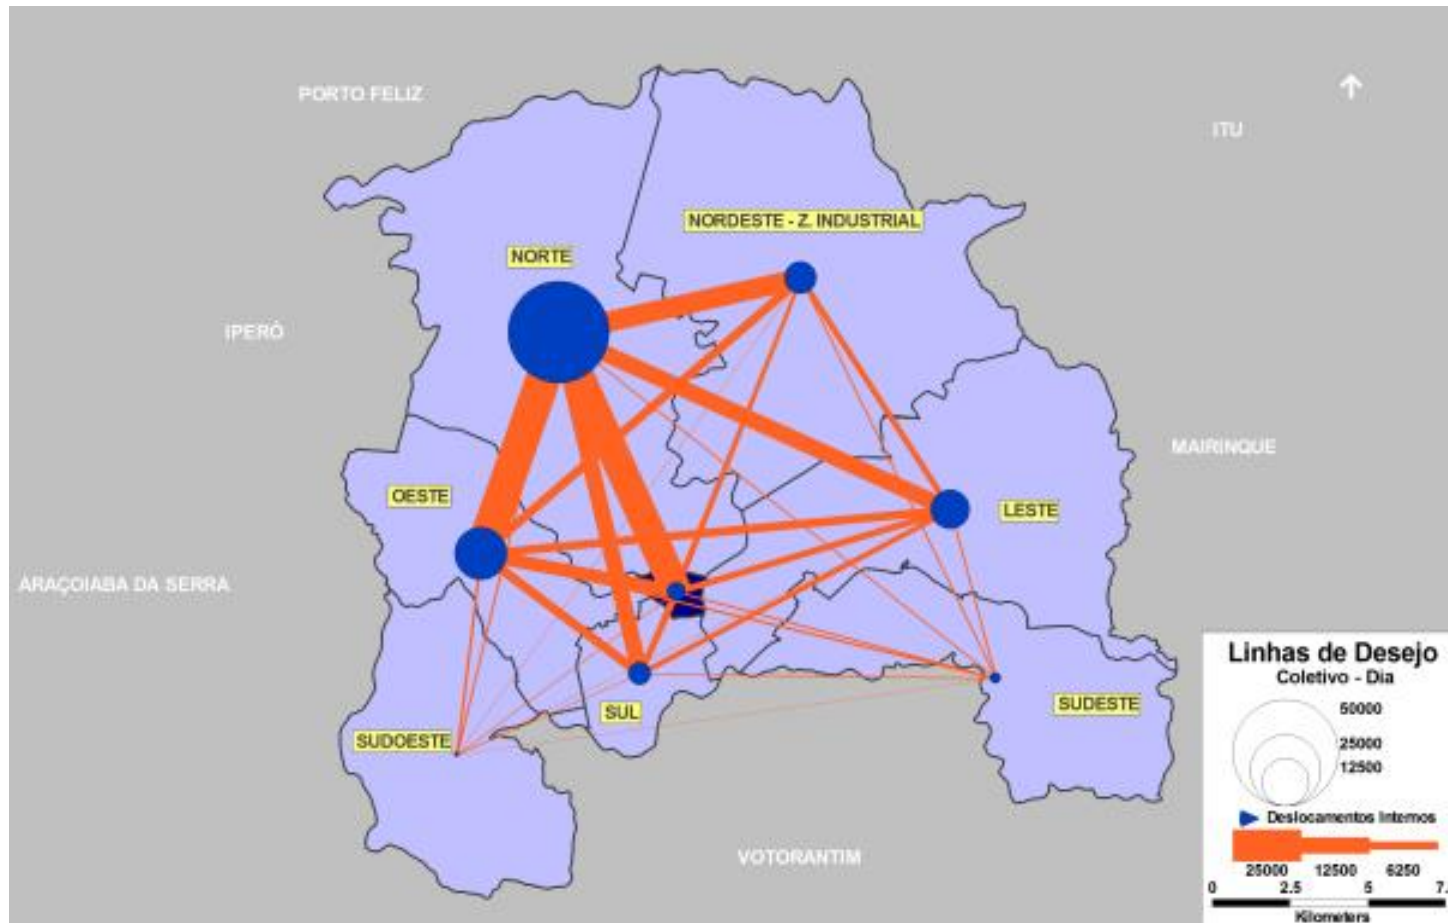 PORTO FELIZ
ITU
NORDESTE - Z. INDUSTRIAL
NORTE
IPERÓ
MAIRINQUE
OESTE
LESTE
ARAÇOIABA DA SERRA
SUL
SUDESTE
SUDOESTE
VOTORANTIM
Linhas de Desejo
Coletivo - Dia
50000
25000
12500
Deslocamentos Internos
25000 12500 6250
0 2.5 5 7.
Kilometers